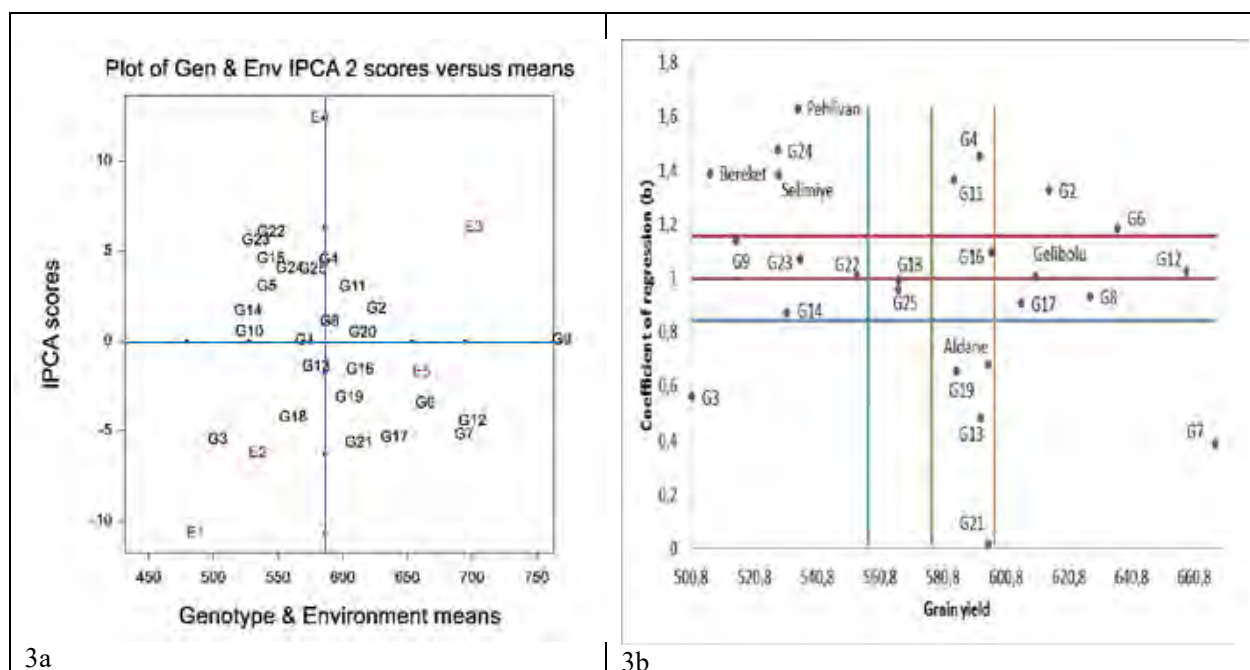 Plot of Gen & Env IPCA 2 scores versus means
IPCA scores
10
5
0
-5
-10
E4
E3
G22
G23
G15
G4
G24 G25
G5
G11
G14
G2
G8
G10
G20
G1
G9
G13
G16
E5
G19
G6
G18
G12
G3
G21
G17
G7
E2
E1
450 500 550 600 650 700 750
Genotype & Environment means
3a
Coefficient of regression (b)
1,8
1,6
1,4
1,2
1
0,8
0,6
0,4
0,2
0
Pehlivan
G24
G4
Bereket
Selimiye
G11
G2
G6
G9
G23
G22
G18
G16
Gelibolu
G12
G25
G17
G8
G14
Aldane
G3
G19
G13
G7
G21
500,8 520,8 540,8 560,8 580,8 600,8 620,8 640,8 660,8
Grain yield
3b